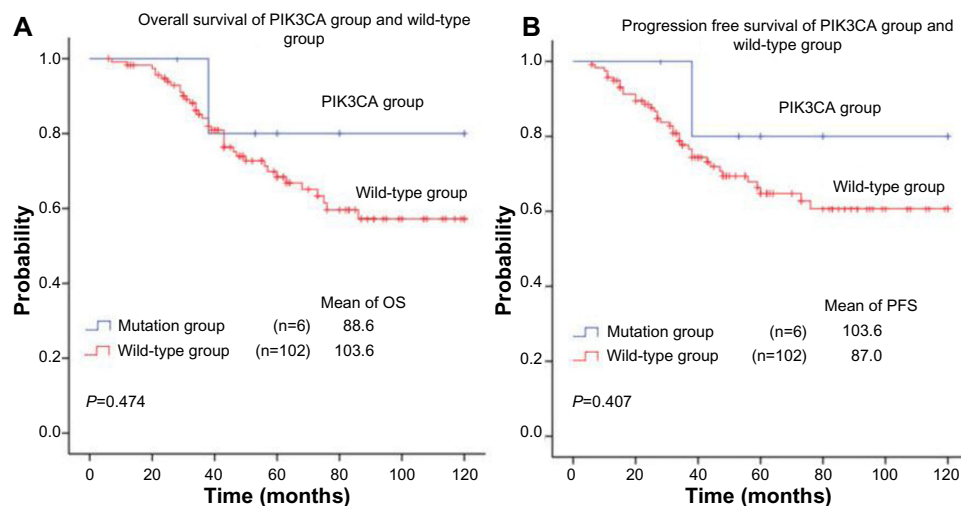 A
Overall survival of PIK3CA group and wild-type
group
1.0
0.8
0.6
0.4
0.2
0.0
Probability
PIK3CA group
Wild-type group
Mean of OS
Mutation group (n=6) 88.6
Wild-type group (n=102) 103.6
P=0.474
0 20 40 60 80 100 120
Time (months)
B
Progression free survival of PIK3CA group and
wild-type group
1.0
0.8
0.6
0.4
0.2
0.0
Probability
PIK3CA group
Wild-type group
Mean of PFS
Mutation group (n=6) 103.6
Wild-type group (n=102) 87.0
P=0.407
0 20 40 60 80 100 120
Time (months)